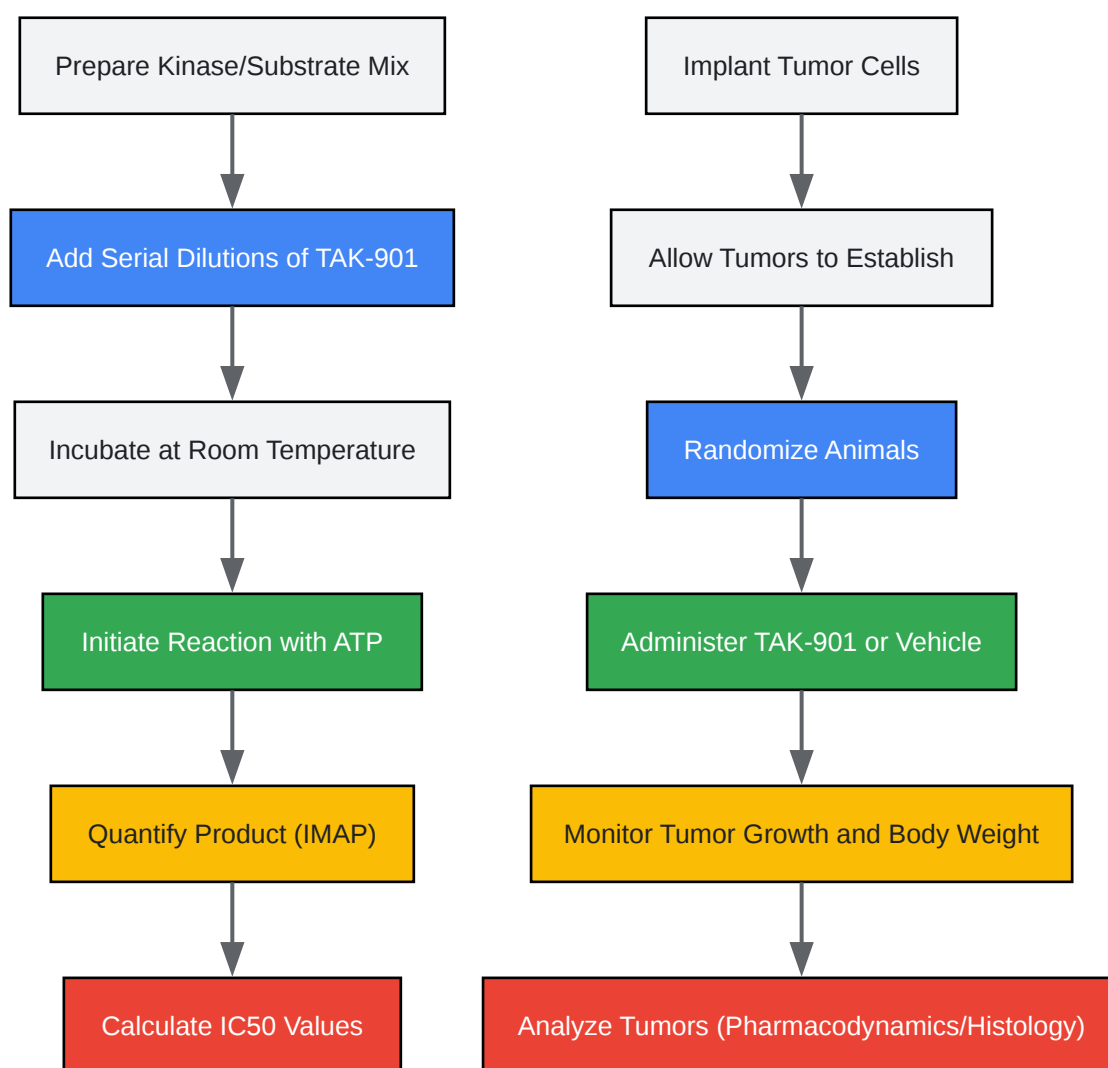 Prepare Kinase/Substrate Mix
Add Serial Dilutions of TAK-901
Incubate at Room Temperature
Initiate Reaction with ATP
Quantify Product (IMAP)
Calculate IC50 Values
Implant Tumor Cells
Allow Tumors to Establish
Randomize Animals
Administer TAK-901 or Vehicle
Monitor Tumor Growth and Body Weight
Analyze Tumors (Pharmacodynamics/Histology)